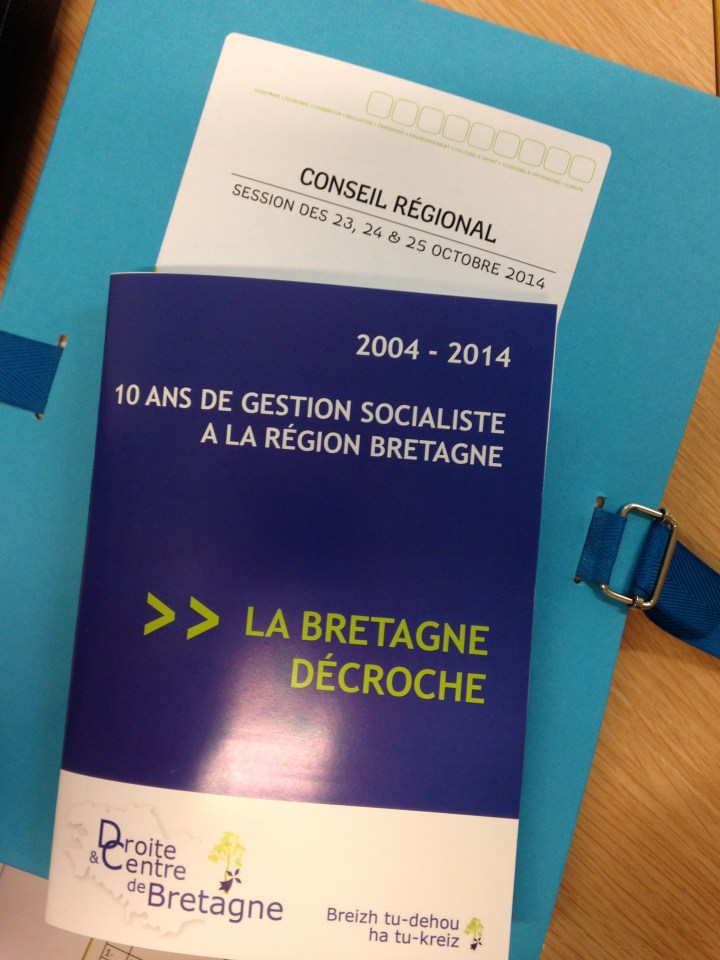 CONSEIL RÉGIONAL
SESSION DES 23, 24 & 25 OCTOBRE 2014
2004 - 2014
10 ANS DE GESTION SOCIALISTE
A LA RÉGION BRETAGNE
>> LA BRETAGNE
DÉCROCHE
Droite
& Centre
de Bretagne
Breizh tu-dehou
ha tu-kreiz